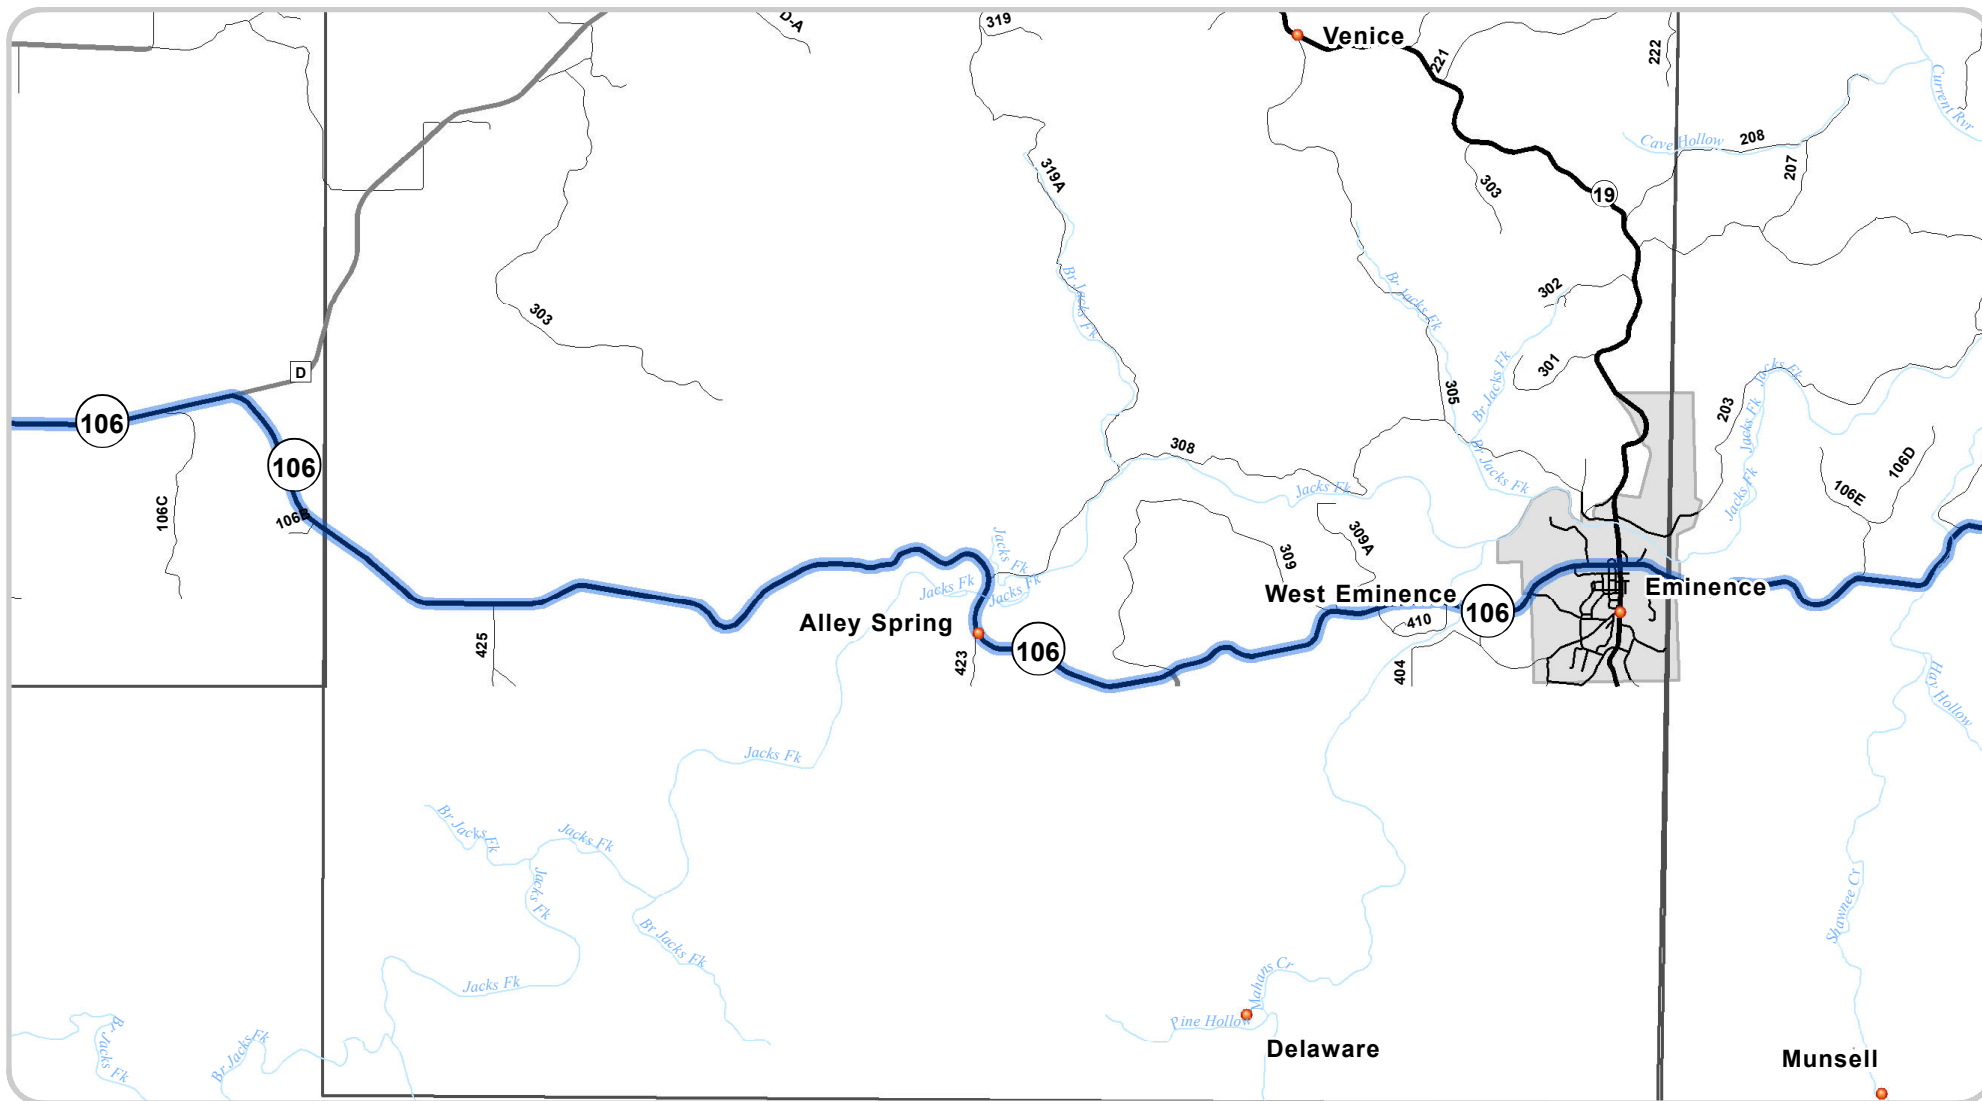 D-A
319
Venice
221
222
Current Rvr
Cave Hollow
208
207
319A
303
19
Br Jacks Fk
Br Jacks Fk
302
303
301
Br Jacks Fk
305
D
106
106
Jacks Fk
Jacks Fk
203
308
Br Jacks Fk
Jacks Fk
Jacks Fk
106D
106E
106C
106B
309A
309
Jacks Fk
Jacks Fk
Jacks Fk
West Eminence
106
Eminence
Alley Spring
410
425
423
106
404
Hay Hollow
Jacks Fk
Br Jacks Fk
Jacks Fk
Jacks Fk
Shawnee Cr
Br Jacks Fk
Jacks Fk
Mahans Cr
Pine Hollow
Br Jacks Fk
Br Jacks Fk
Delaware
Munsell